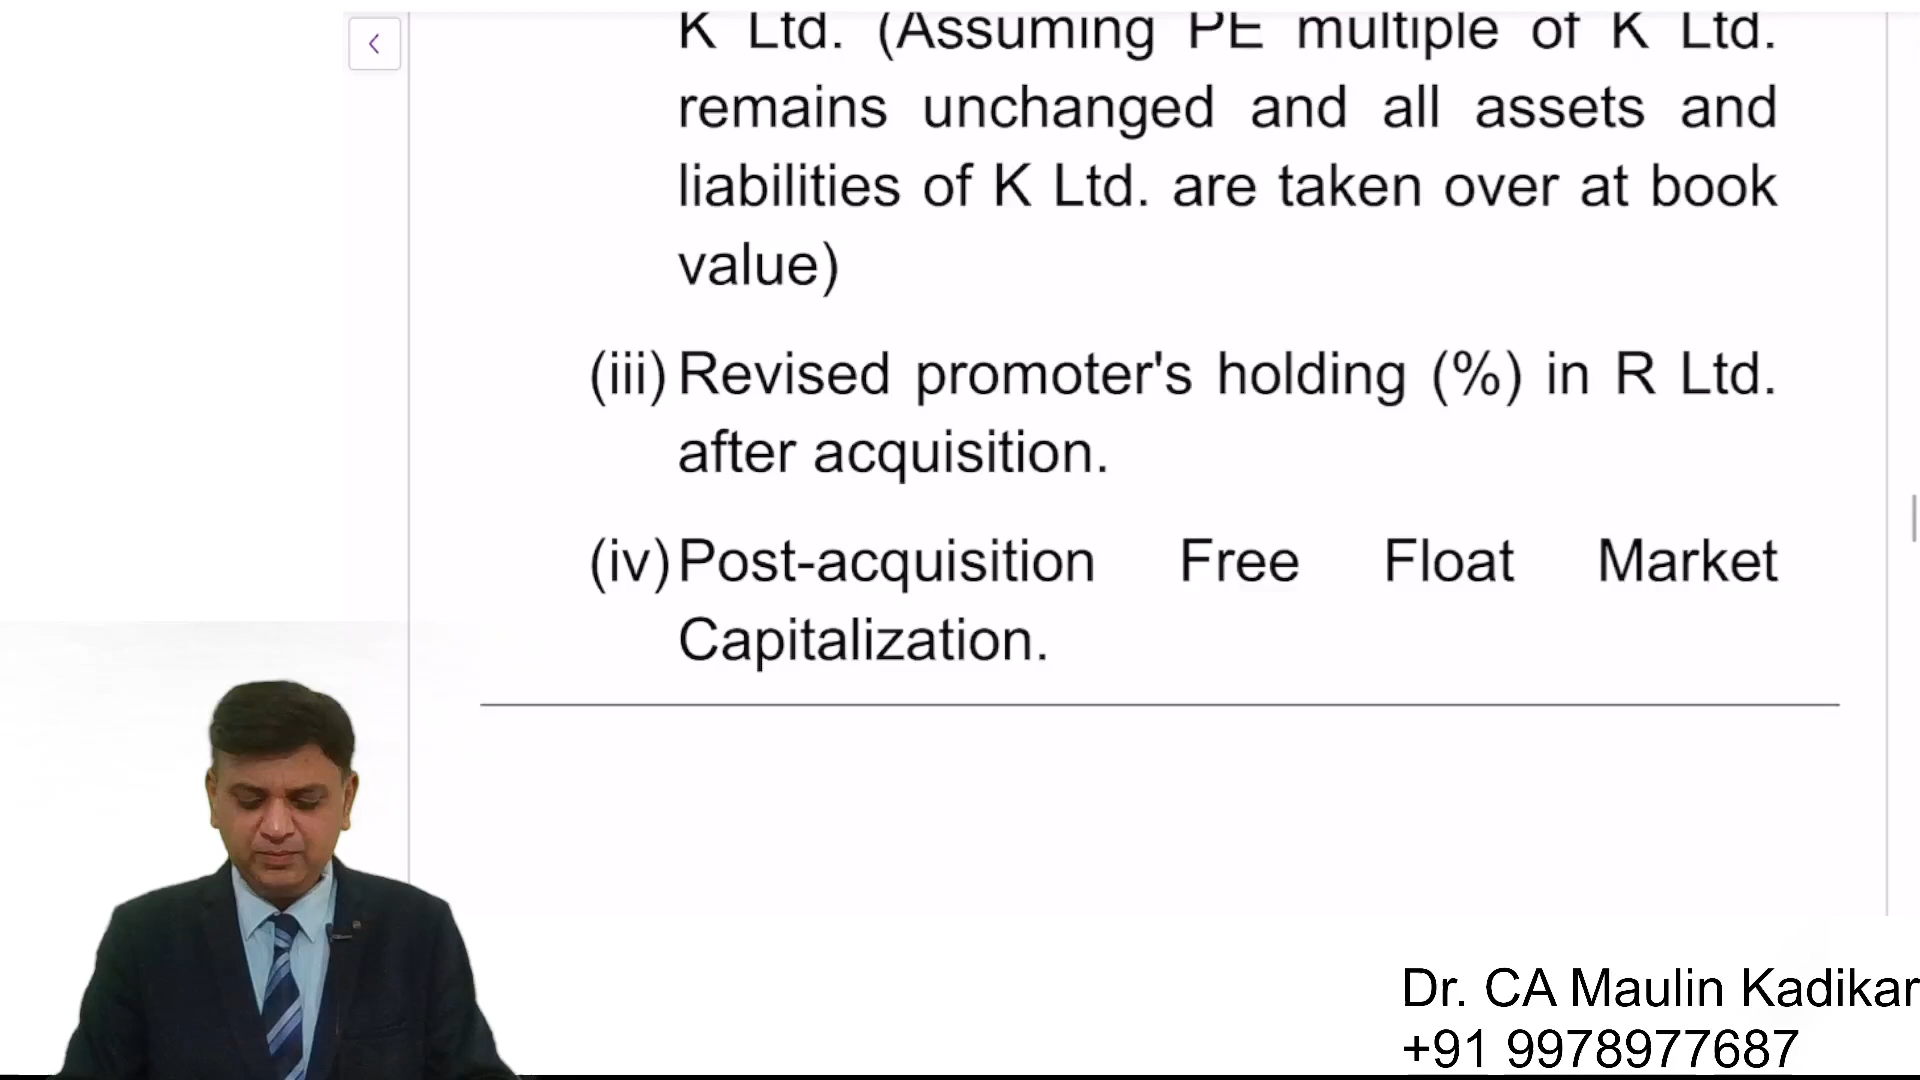 K Ltd. (Assuming PE multiple of K Ltd.
remains unchanged and all assets and
liabilities of K Ltd. are taken over at book
value)
(iii) Revised promoter's holding (%) in R Ltd.
after acquisition.
(iv) Post-acquisition Free Float Market
Capitalization.
Dr. CA Maulin Kadikar
+91 9978977687